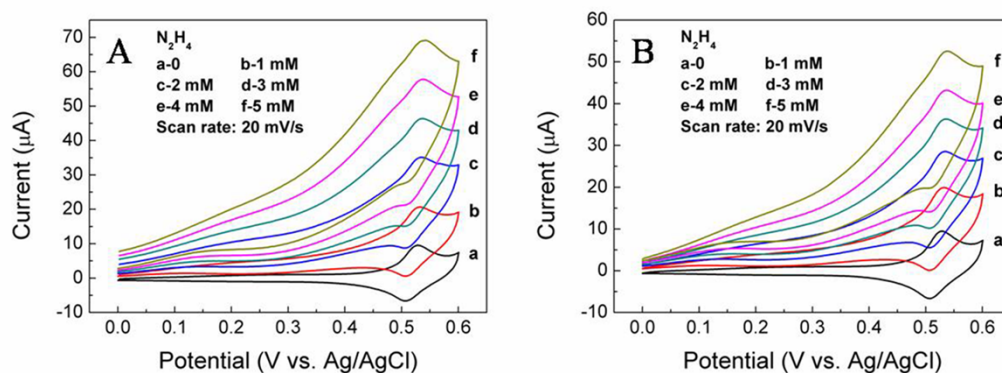 A
N₂H₄
a-0 b-1 mM
c-2 mM d-3 mM
e-4 mM f-5 mM
Scan rate: 20 mV/s
f
e
d
c
b
a
70
60
50
40
30
20
10
0
-10
Current (μA)
0.0 0.1 0.2 0.3 0.4 0.5 0.6
Potential (V vs. Ag/AgCl)
B
N₂H₄
a-0 b-1 mM
c-2 mM d-3 mM
e-4 mM f-5 mM
Scan rate: 20 mV/s
f
e
d
c
b
a
60
50
40
30
20
10
0
-10
Current (μA)
0.0 0.1 0.2 0.3 0.4 0.5 0.6
Potential (V vs. Ag/AgCl)